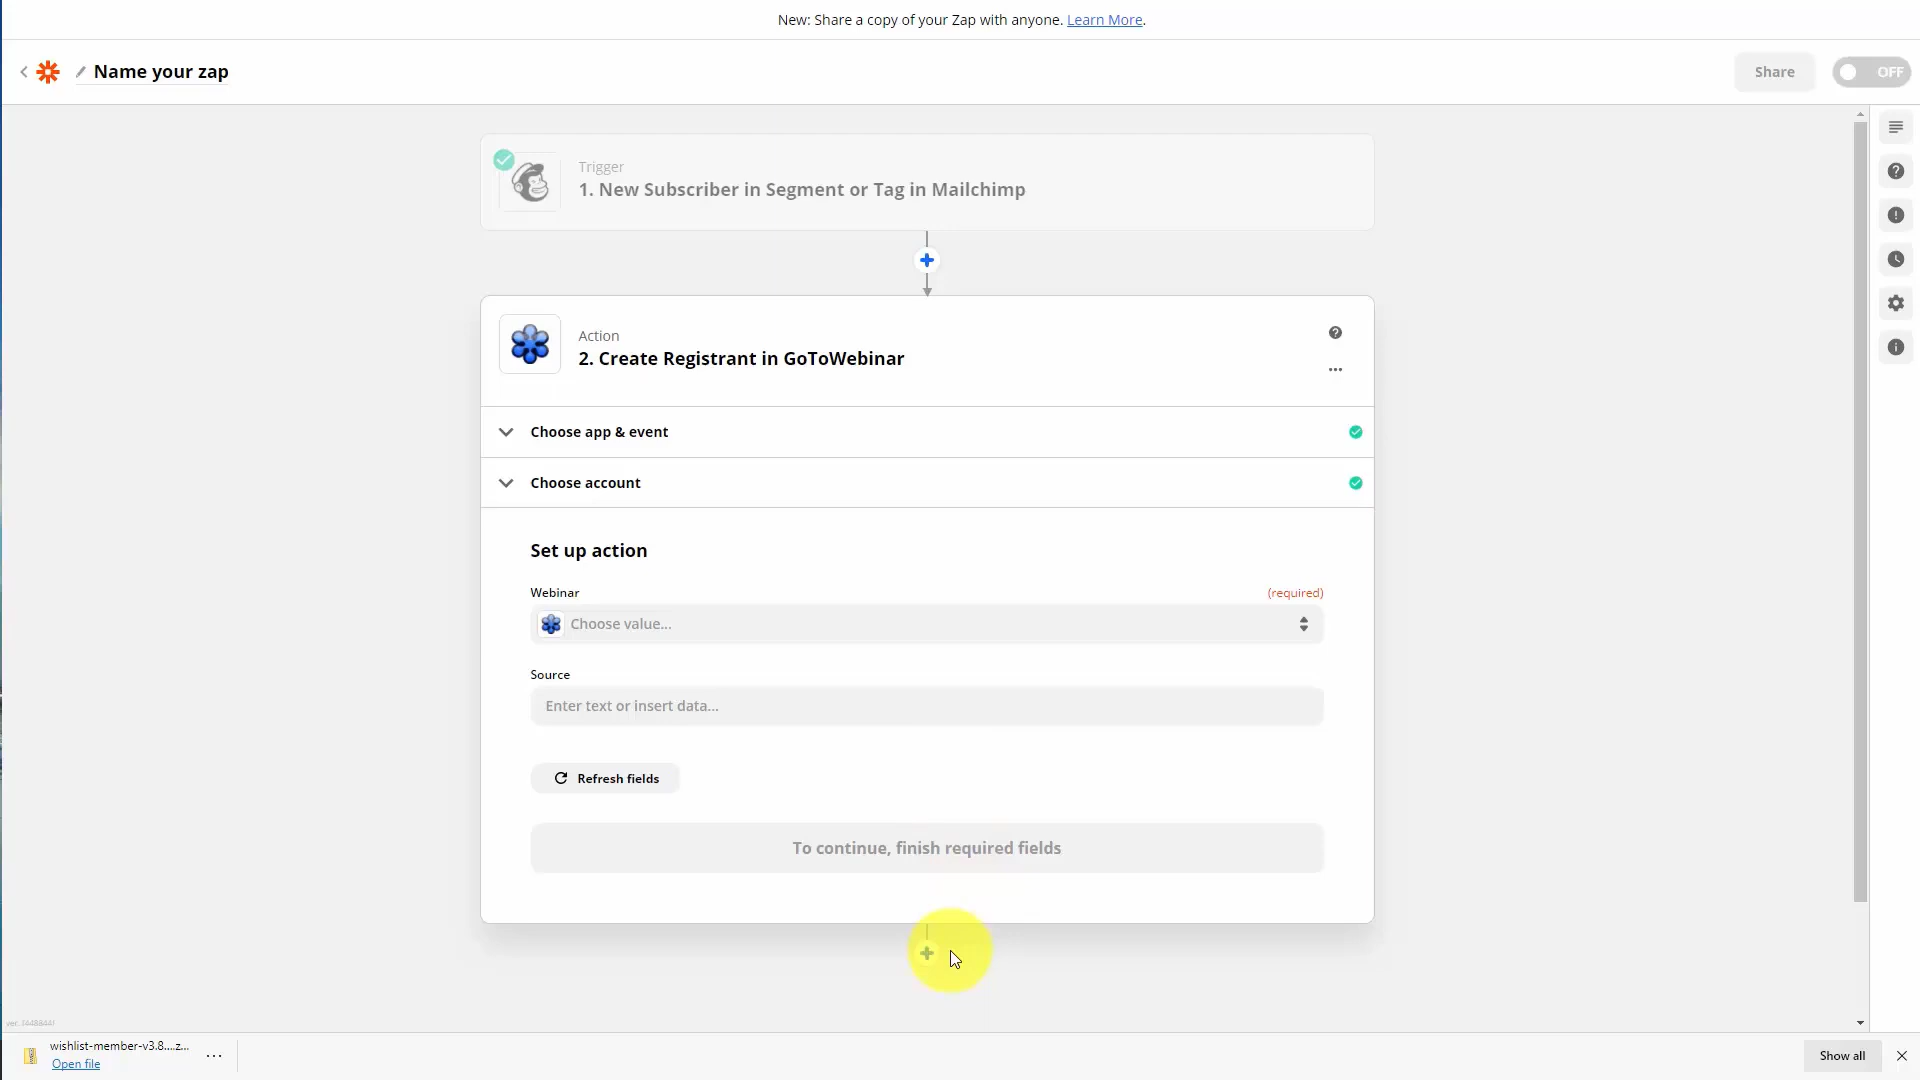 New: Share a copy of your Zap with anyone. Learn More.
Name your zap
Share
OFF
Trigger
1. New Subscriber in Segment or Tag in Mailchimp
Action
2. Create Registrant in GoToWebinar
Choose app & event
Choose account
Set up action
Webinar
(required)
Choose value...
Source
Enter text or insert data...
Refresh fields
To continue, finish required fields
wishlist-member-v3.8....z...
Open file
Show all